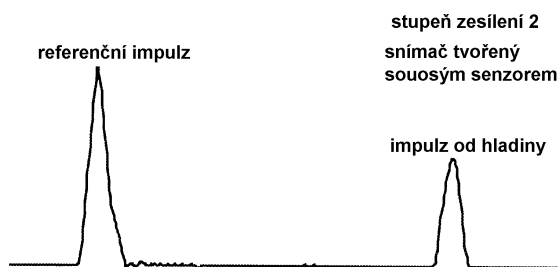 stupeň zesílení 2
referenční impulz
snímač tvořený
souosým senzorem
impulz od hladiny